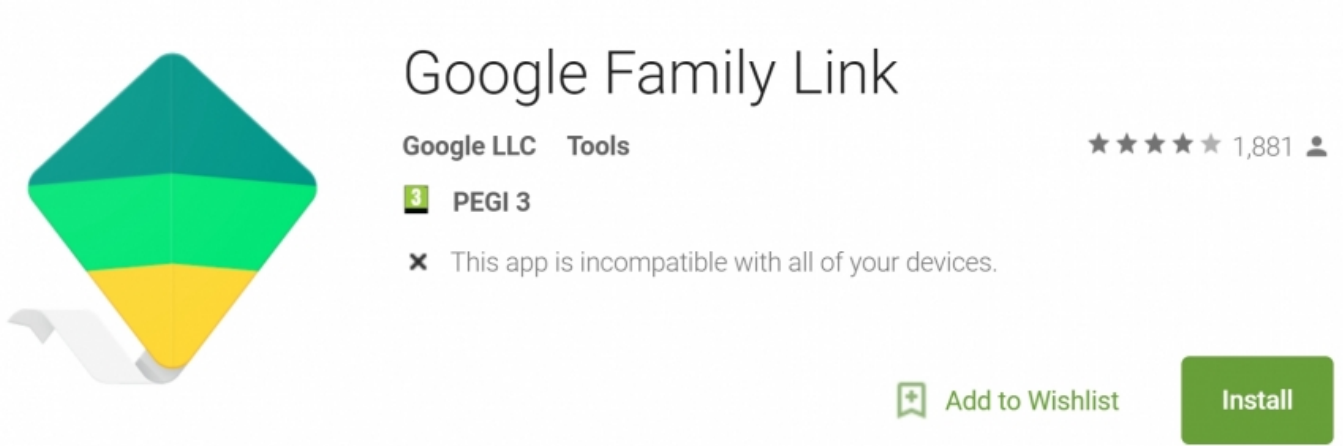 Google Family Link
Google LLC Tools
1,881
3 PEGI 3
This app is incompatible with all of your devices.
Add to Wishlist
Install